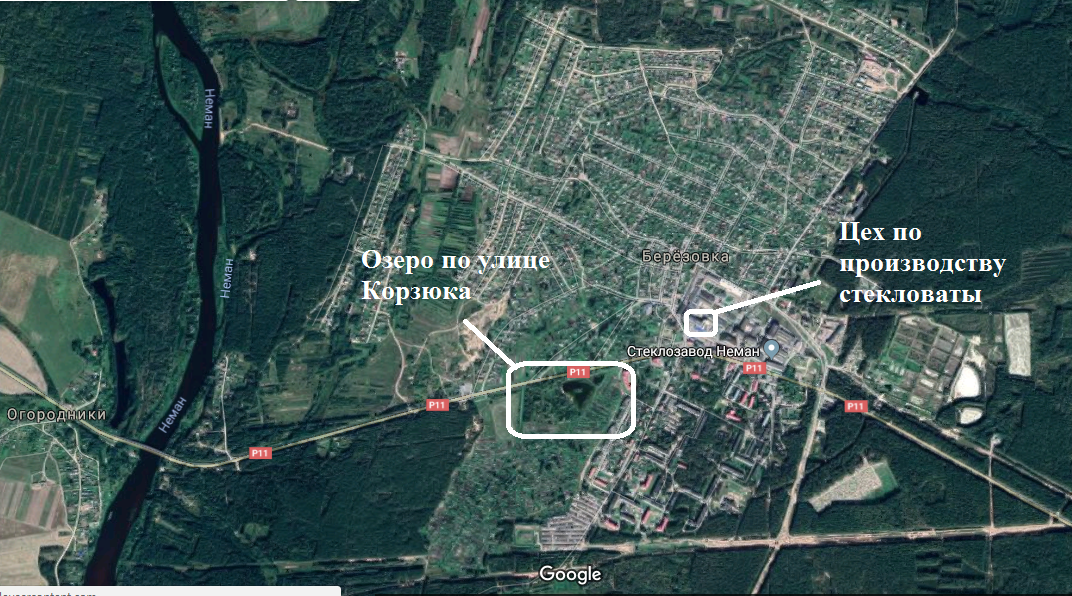 Неман
Цех по
производству
стекловаты
Озеро по улице
Корзюка
Берёзовка
Неман
Стеклозавод Неман
P11
P11
P11
P11
P11
Огородники
Неман
Google